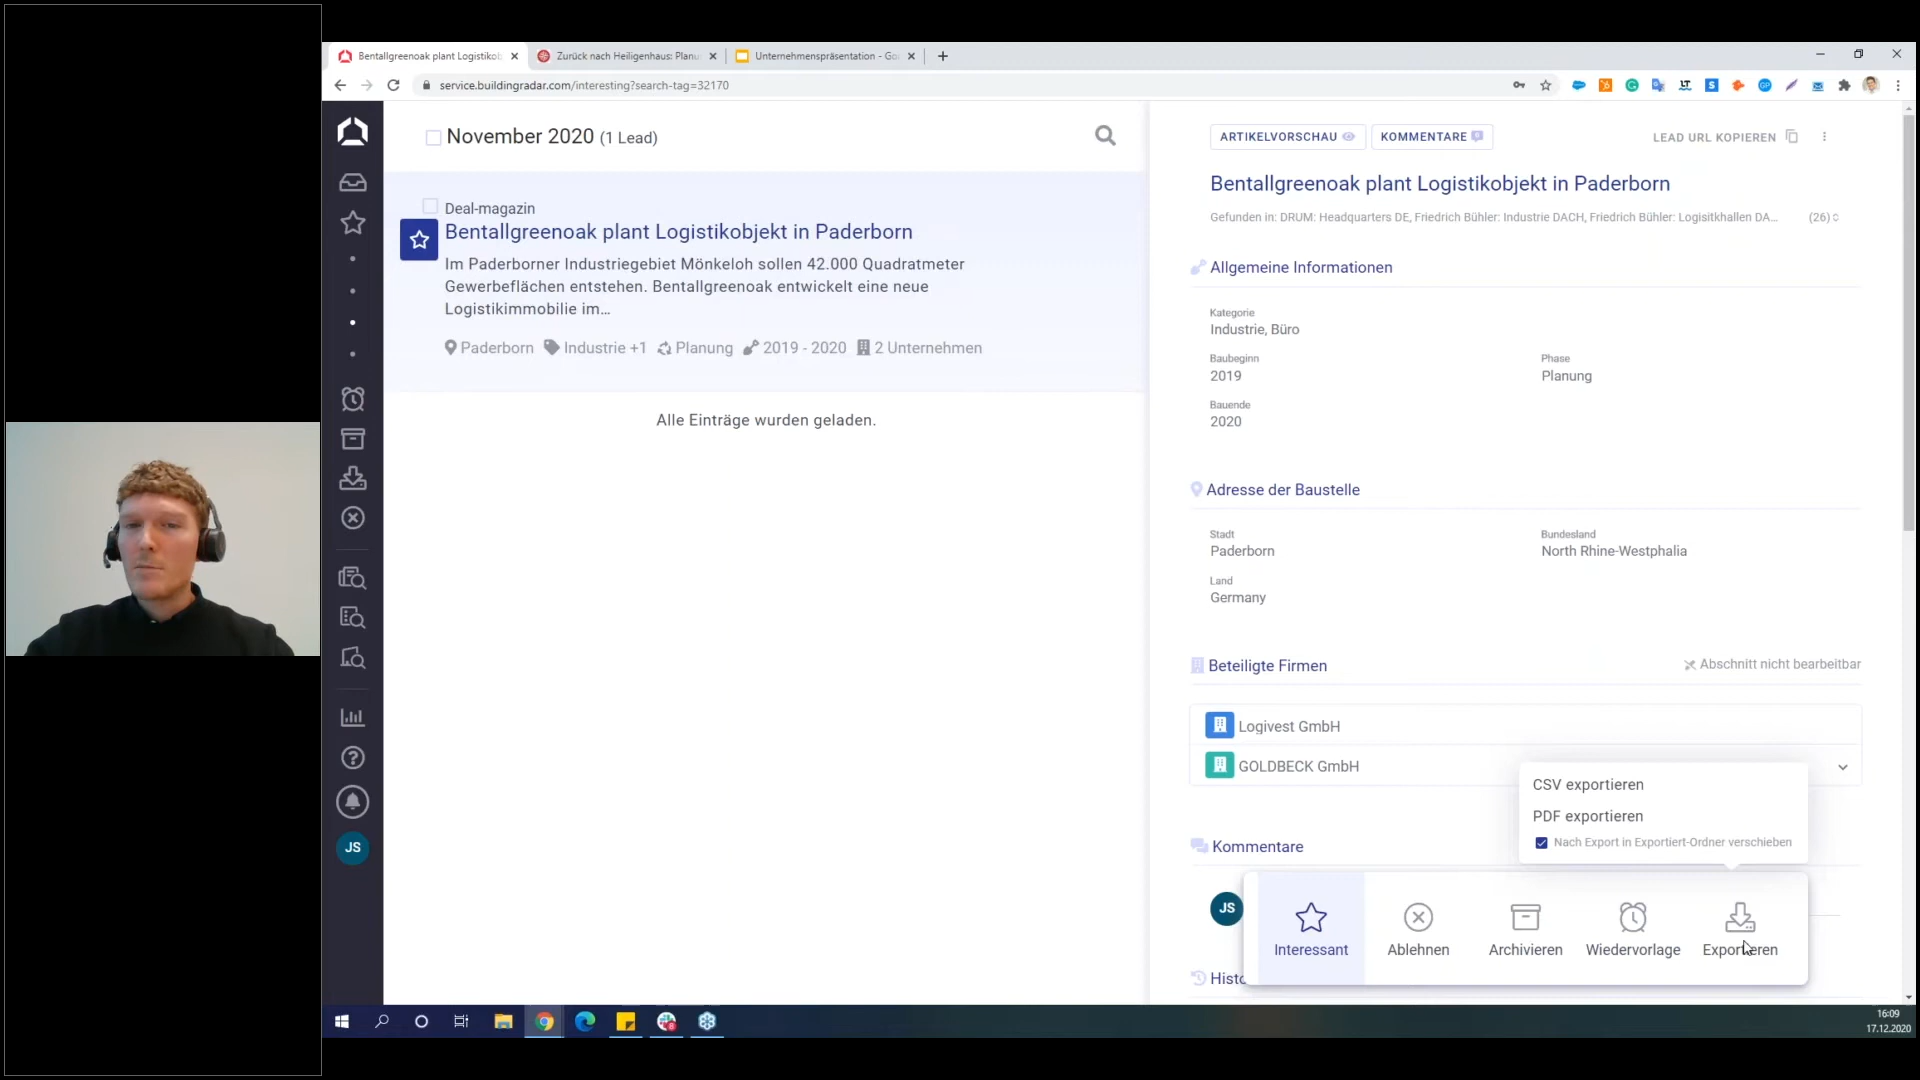 Bentallgreenoak plant Logistikobj
Zurück nach Heiligenhaus: Planu
Unternehmenspräsentation - Go
service.buildingradar.com/interesting?search-tag=32170
November 2020 (1 Lead)
Deal-magazin
Bentallgreenoak plant Logistikobjekt in Paderborn
Im Paderborner Industriegebiet Mönkeloh sollen 42.000 Quadratmeter
Gewerbeflächen entstehen. Bentallgreenoak entwickelt eine neue
Logistikimmobilie im...
Paderborn Industrie +1 Planung 2019 - 2020 2 Unternehmen
Alle Einträge wurden geladen.
JS
ARTIKELVORSCHAU KOMMENTARE LEAD URL KOPIEREN
Bentallgreenoak plant Logistikobjekt in Paderborn
Gefunden in: DRUM: Headquarters DE, Friedrich Bühler: Industrie DACH, Friedrich Bühler: Logisitkhallen DA... (26)
Allgemeine Informationen
Kategorie
Industrie, Büro
Baubeginn
2019
Phase
Planung
Bauende
2020
Adresse der Baustelle
Stadt
Paderborn
Bundesland
North Rhine-Westphalia
Land
Germany
Beteiligte Firmen
Abschnitt nicht bearbeitbar
Logivest GmbH
GOLDBECK GmbH
CSV exportieren
PDF exportieren
Nach Export in Exportiert-Ordner verschieben
Kommentare
JS
Interessant Ablehnen Archivieren Wiedervorlage Exportieren
Histo
16:09
17.12.2020